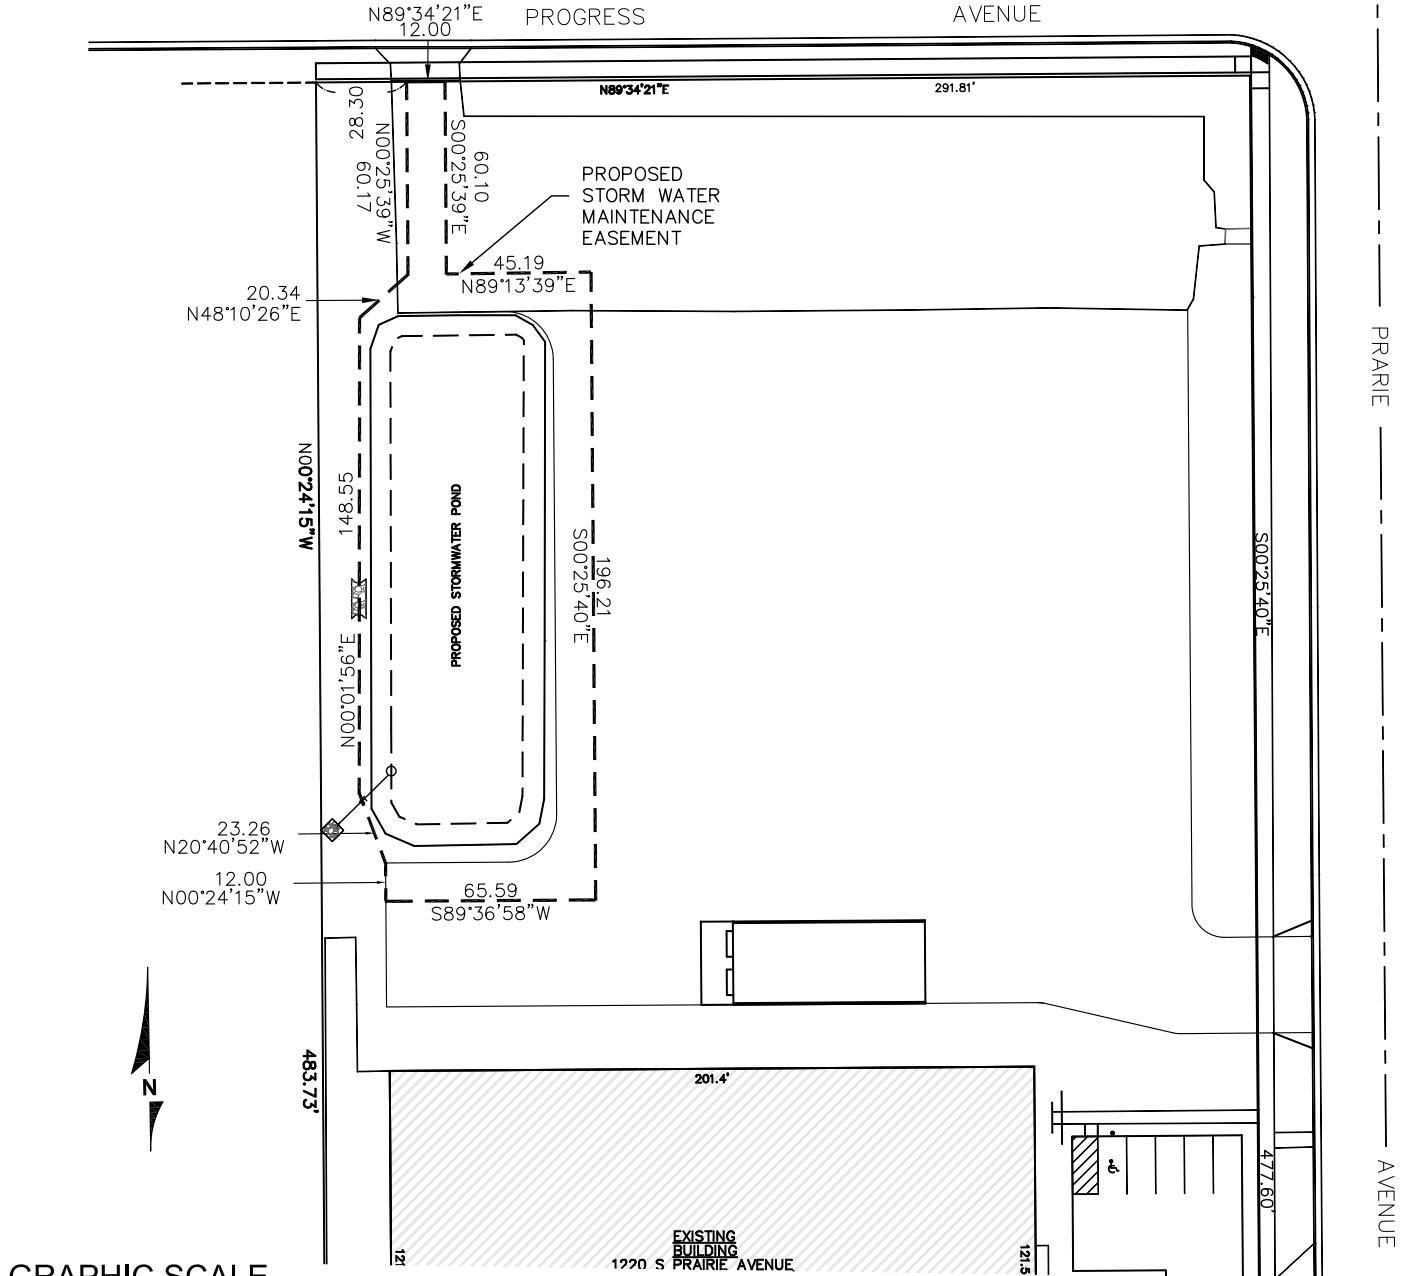 N89°34'21"E
12.00
PROGRESS
AVENUE
N89°34'21"E
291.81'
28.30
N00°25'39"W
60.17
S00°25'39"E
60.10
PROPOSED
STORM WATER
MAINTENANCE
EASEMENT
45.19
N89°13'39"E
20.34
N48°10'26"E
PRARIE
N00°24'15"W
148.55
PROPOSED STORMWATER POND
S00°25'40"E
196.21
S00°25'40"E
N00°01'56"E
23.26
N20°40'52"W
12.00
N00°24'15"W
65.59
S89°36'58"W
N
483.73'
201.4'
477.60'
AVENUE
EXISTING
BUILDING
1220 S PRAIRIE AVENUE
121
121.5
GRAPHIC SCALE